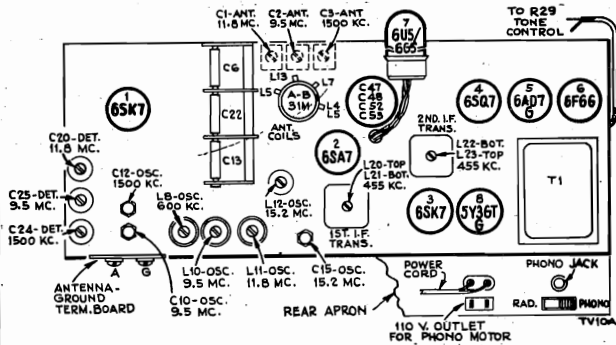 C1-ANT.
11.8 MC.
C2-ANT.
9.5 MC.
C3-ANT.
1500 KC.
7
6U5/
6G5
TO R29
TONE
CONTROL
C6
L13
L7
L5
A-B
31M
L4
L5
ANT.
COILS
C47
C48
C52
C53
4
6SQ7
5
6AD7
G
6
6F6G
1
6SK7
C22
C13
2
6SA7
2ND. I.F.
TRANS.
L22-BOT.
L23-TOP
455 KC.
C20-DET.
11.8 MC.
C12-OSC.
1500 KC.
L20-TOP
L21-BOT.
455 KC.
T1
C25-DET.
9.5 MC.
L8-OSC.
600 KC.
L12-OSC.
15.2 MC.
3
6SK7
8
5Y3GT
G
C24-DET.
1500 KC.
1ST. I.F.
TRANS.
A
G
L10-OSC.
9.5 MC.
L11-OSC.
11.8 MC.
C15-OSC.
15.2 MC.
ANTENNA-
GROUND
TERM. BOARD
C10-OSC.
9.5 MC.
REAR APRON
POWER
CORD
PHONO JACK
RAD.
PHONO
110 V. OUTLET
FOR PHONO MOTOR
TV10A